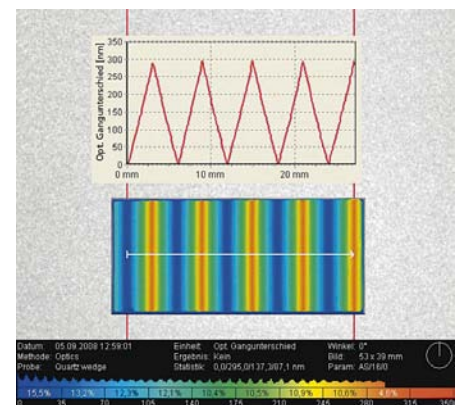 350
300
250
200
150
100
50
0
Opt. Gangunterschied [nm]
0 mm 10 mm 20 mm
Datum: 05.09.2008 12:59:01 Einheit: Opt. Gangunterschied Winkel: 0°
Methode: Optics Ergebnis: Kein Bild: 53 x 39 mm
Probe: Quartzwedge Statistik: 0,0/295,0/137,3/87,1 nm Param: AS/16/0
15,5% 13,2% 12,3% 12,1% 10,4% 10,5% 10,9% 10,6% 4,6%
0 35 70 105 140 175 210 245 280 315 350